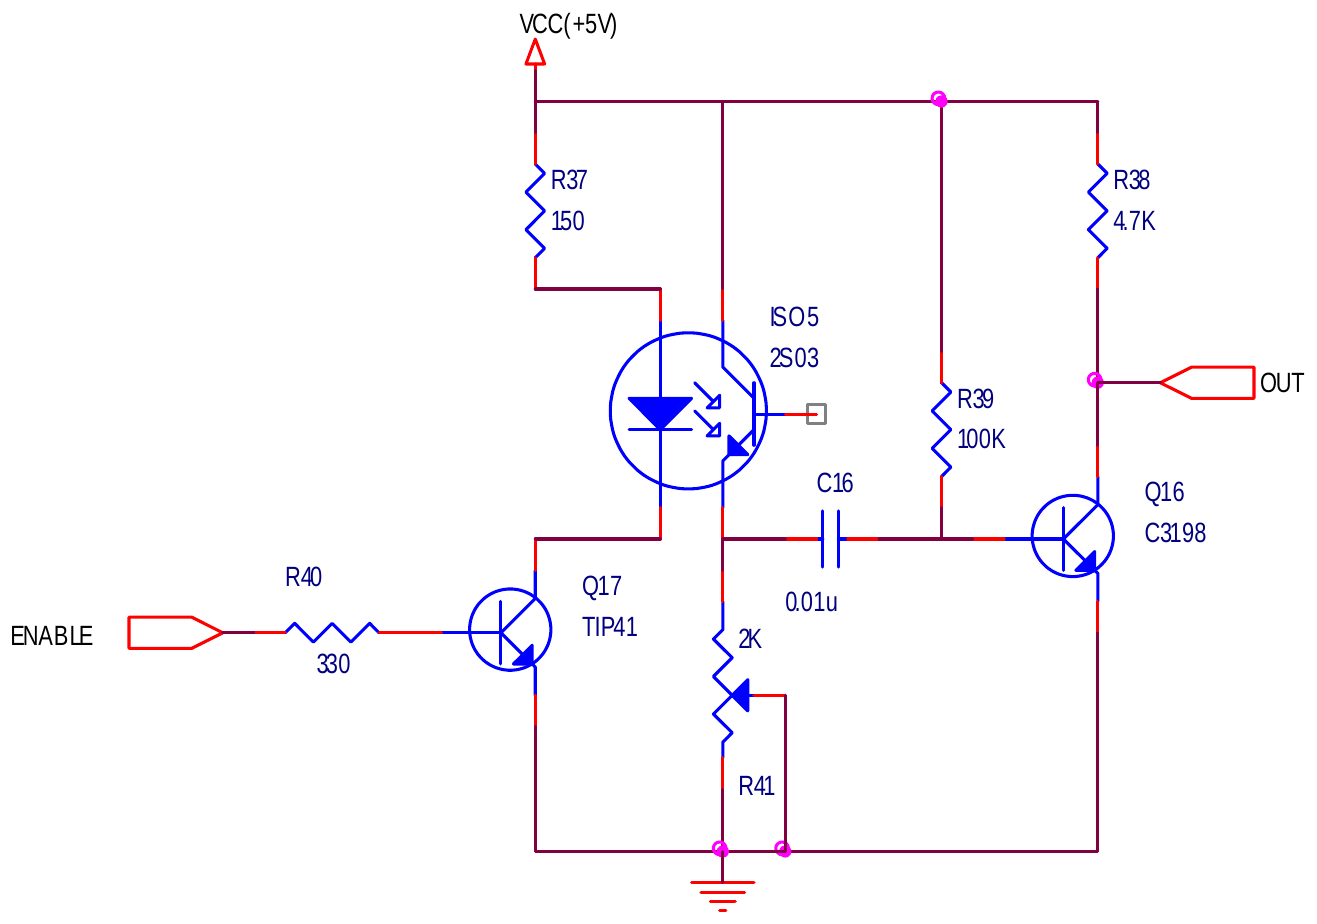 VCC(+5V)
R37
150
R38
4.7K
ISO5
2S03
R39
100K
C16
0.01u
Q16
C3198
R40
330
ENABLE
Q17
TIP41
2K
R41
OUT